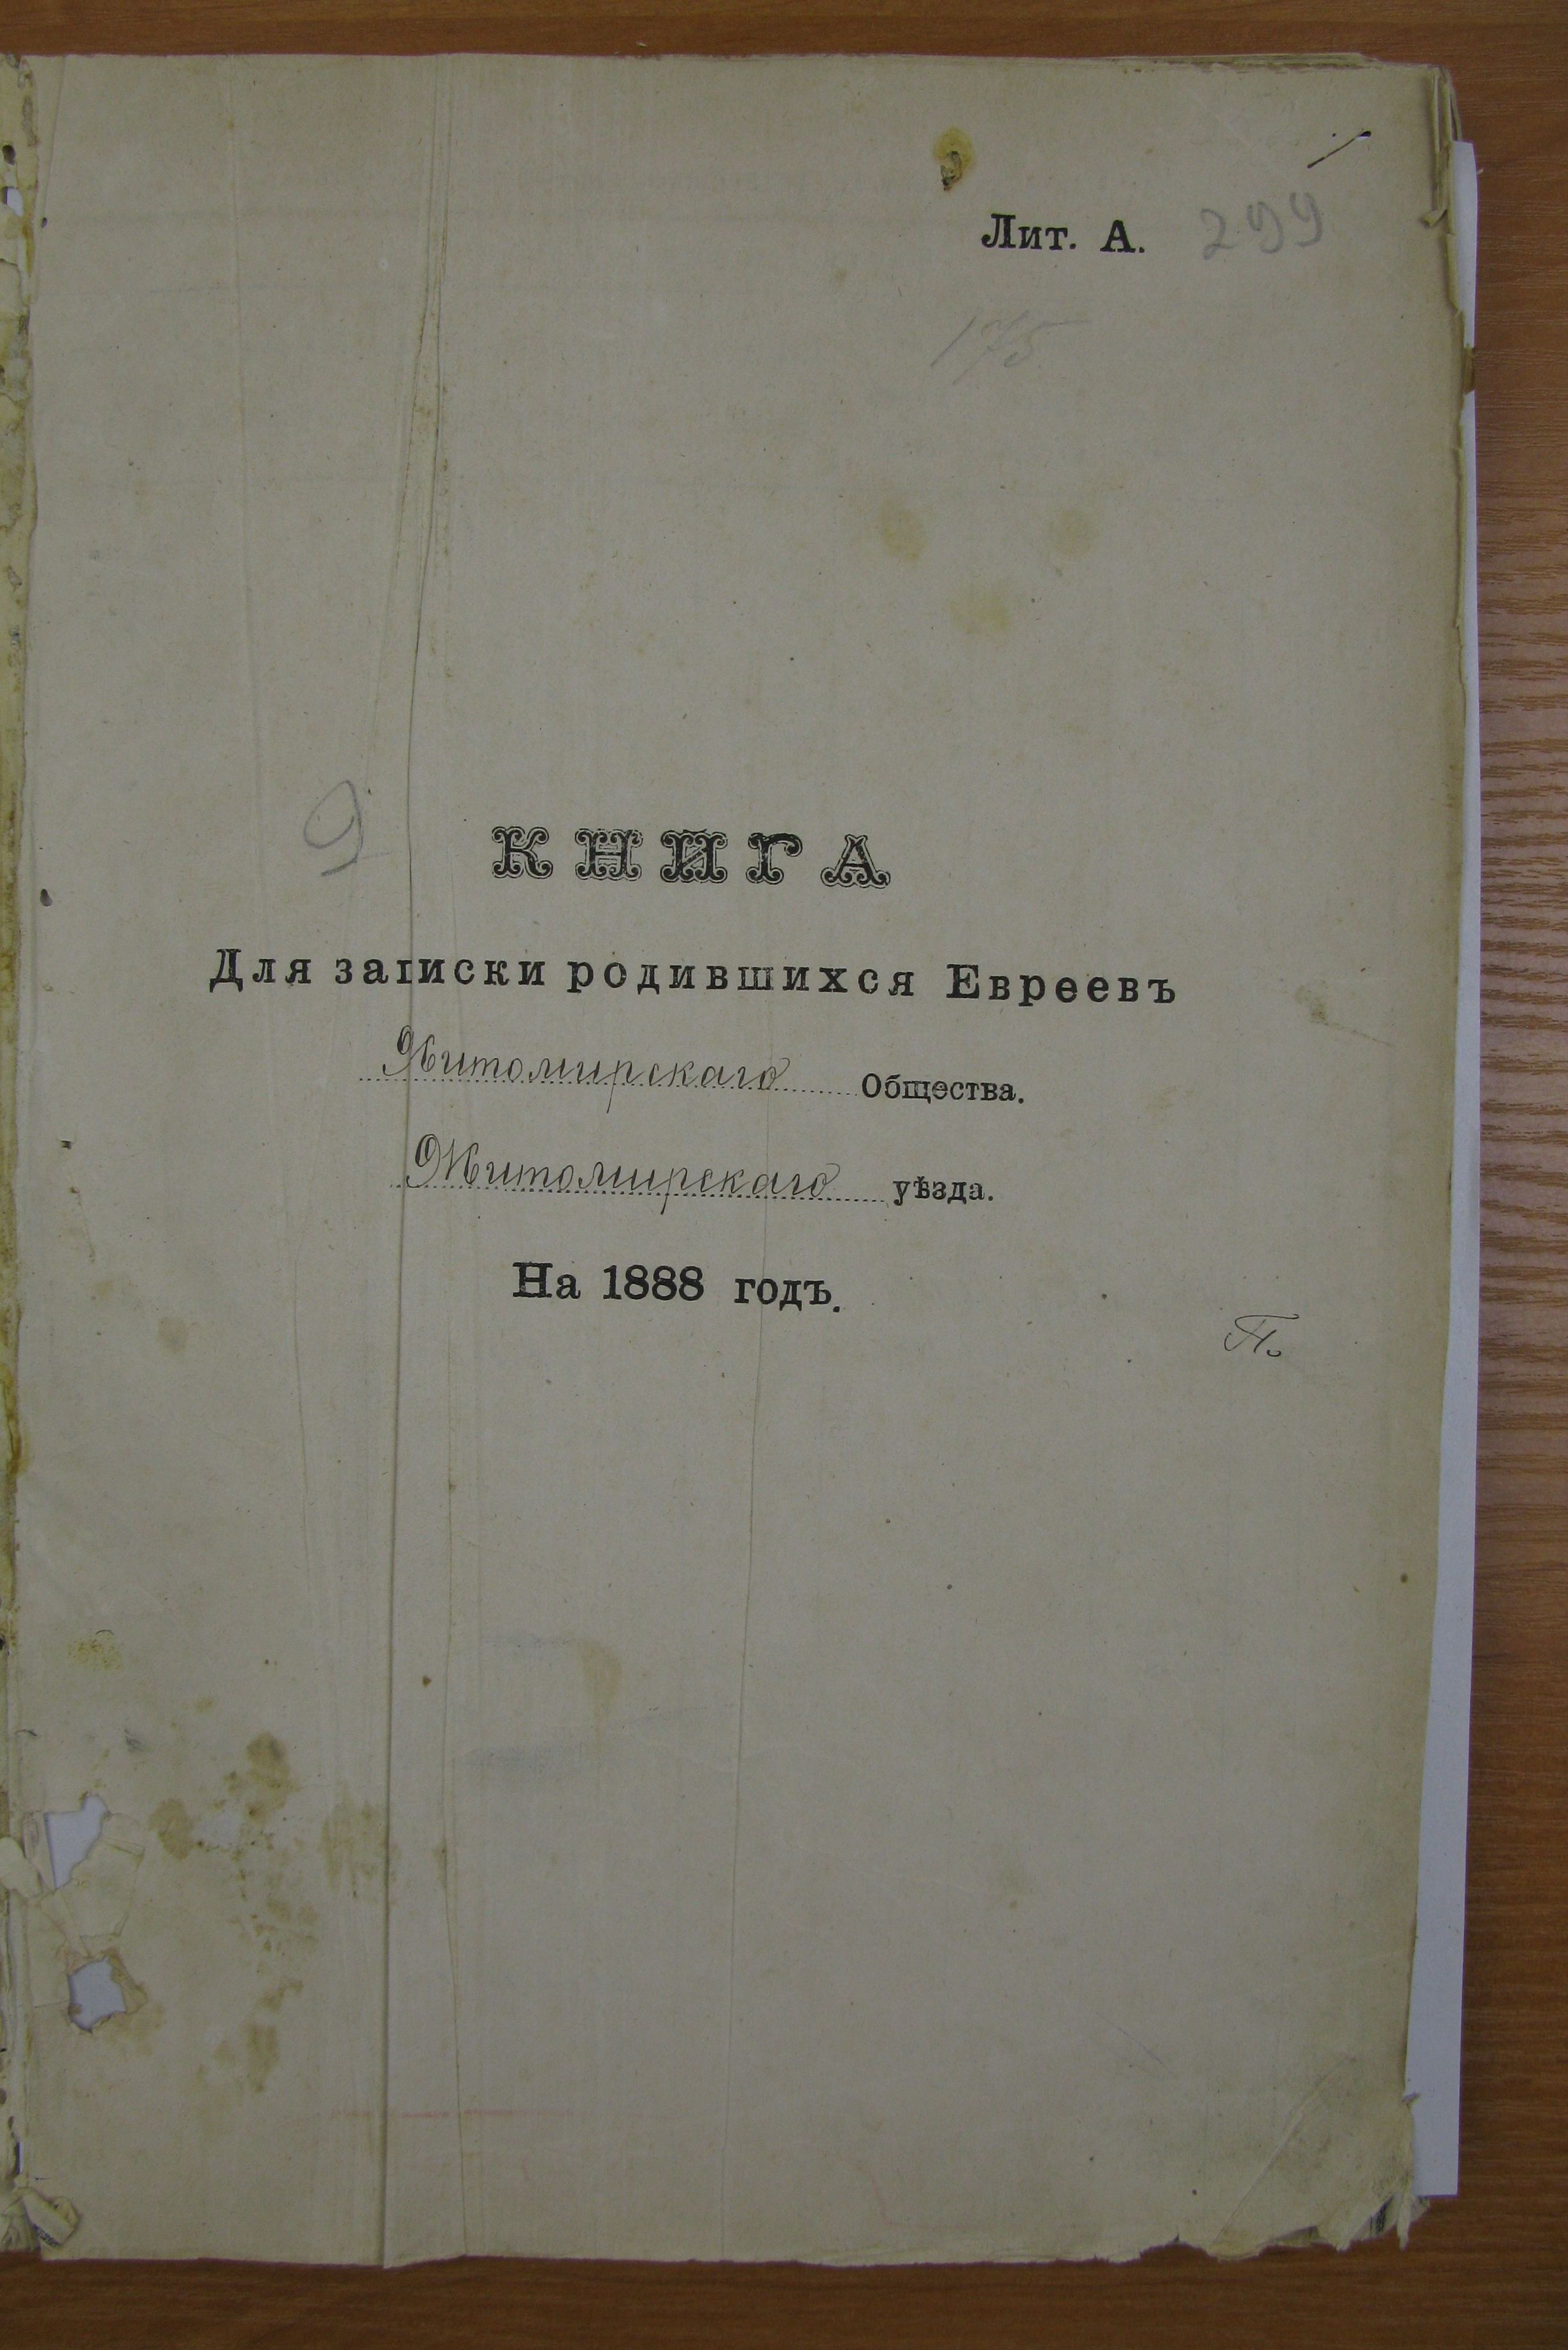 Лит. А. 299
175
9
КНИГА
Для записки родившихся Евреевъ
Житомирскаго Общества.
Житомирскаго уѣзда.
На 1888 годъ.